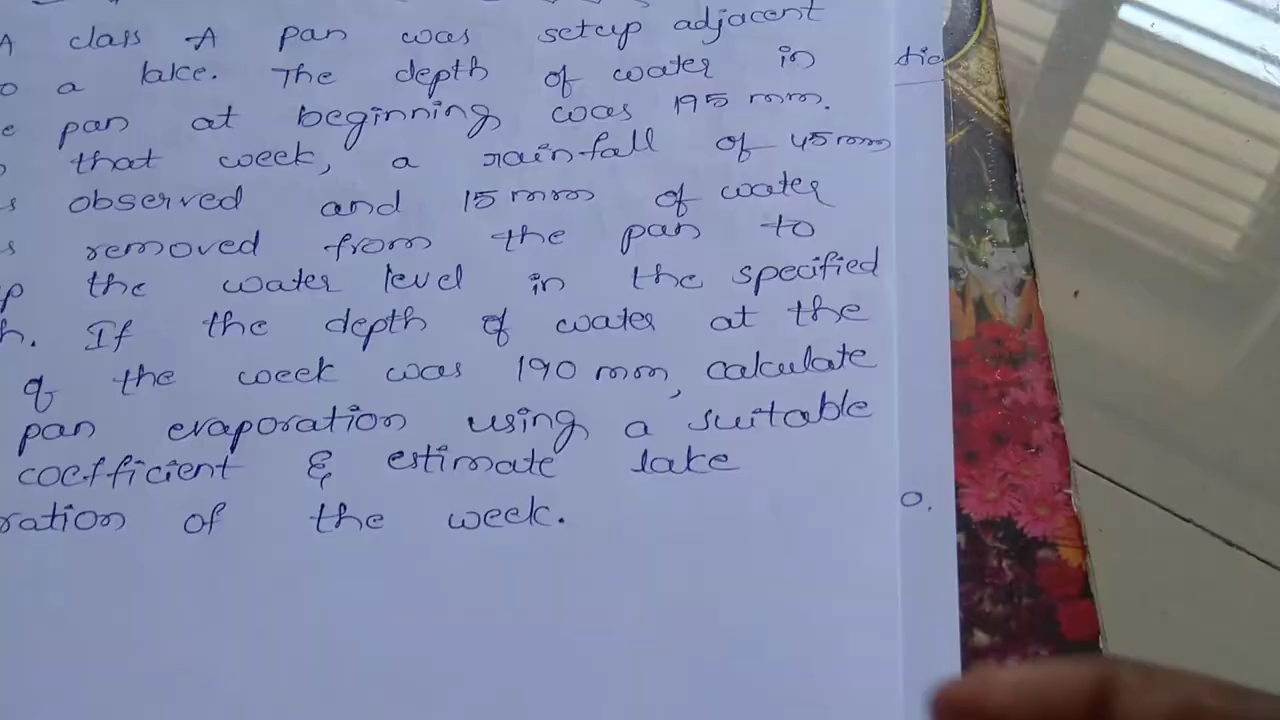 A class A pan was setup adjacent
o a lake. The depth of water in
e pan at beginning was 195 mm.
that week, a rainfall of 45 mm
s observed and 15 mm of water
s removed from the pan to
p the water level in the specified
h. If the depth of water at the
of the week was 190 mm, calculate
pan evaporation using a suitable
coefficient & estimate lake
ration of the week.
0.